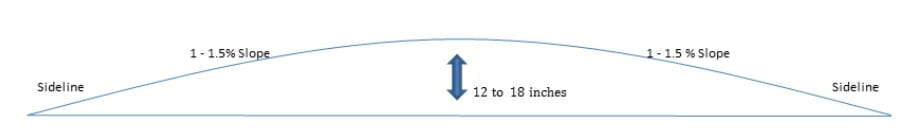 1 - 1.5% Slope
1 - 1.5 % Slope
Sideline
Sideline
12 to 18 inches